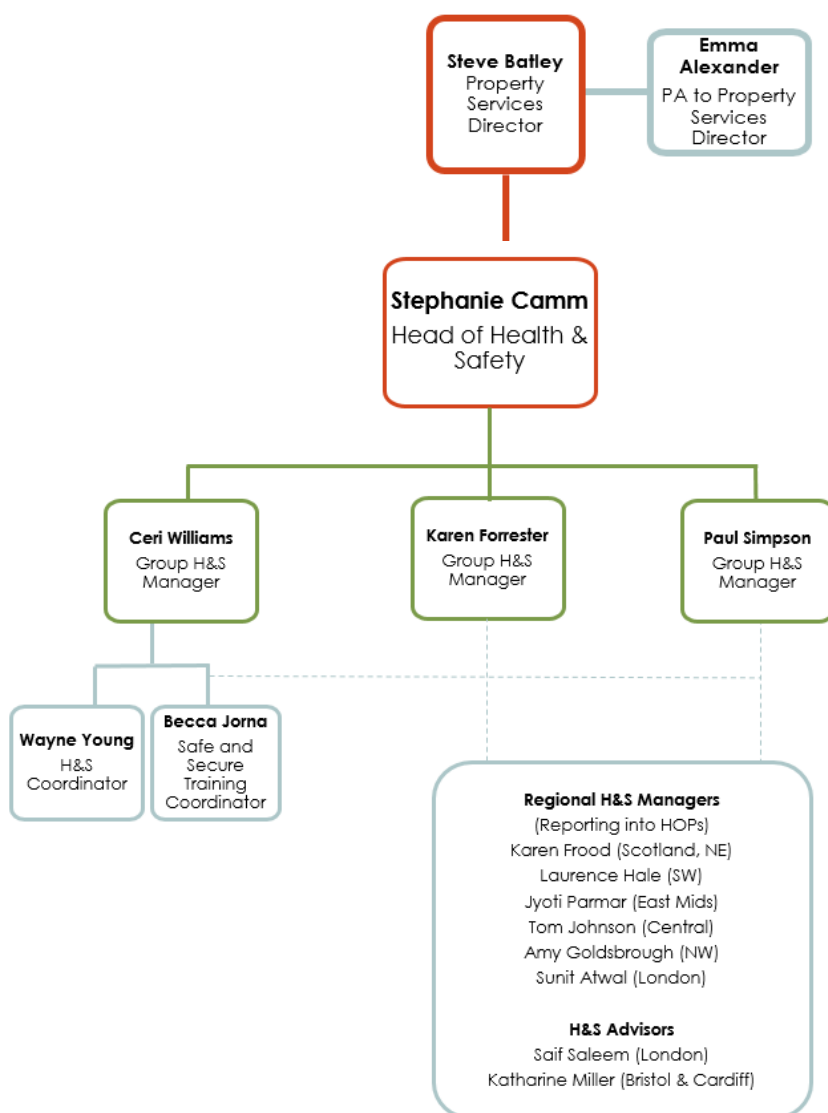 Steve Batley
Property
Services
Director
Emma
Alexander
PA to Property
Services
Director
Stephanie Camm
Head of Health &
Safety
Ceri Williams
Group H&S
Manager
Karen Forrester
Group H&S
Manager
Paul Simpson
Group H&S
Manager
Wayne Young
H&S
Coordinator
Becca Jorna
Safe and
Secure
Training
Coordinator
Regional H&S Managers
(Reporting into HOPs)
Karen Frood (Scotland, NE)
Laurence Hale (SW)
Jyoti Parmar (East Mids)
Tom Johnson (Central)
Amy Goldsbrough (NW)
Sunit Atwal (London)
H&S Advisors
Saif Saleem (London)
Katharine Miller (Bristol & Cardiff)